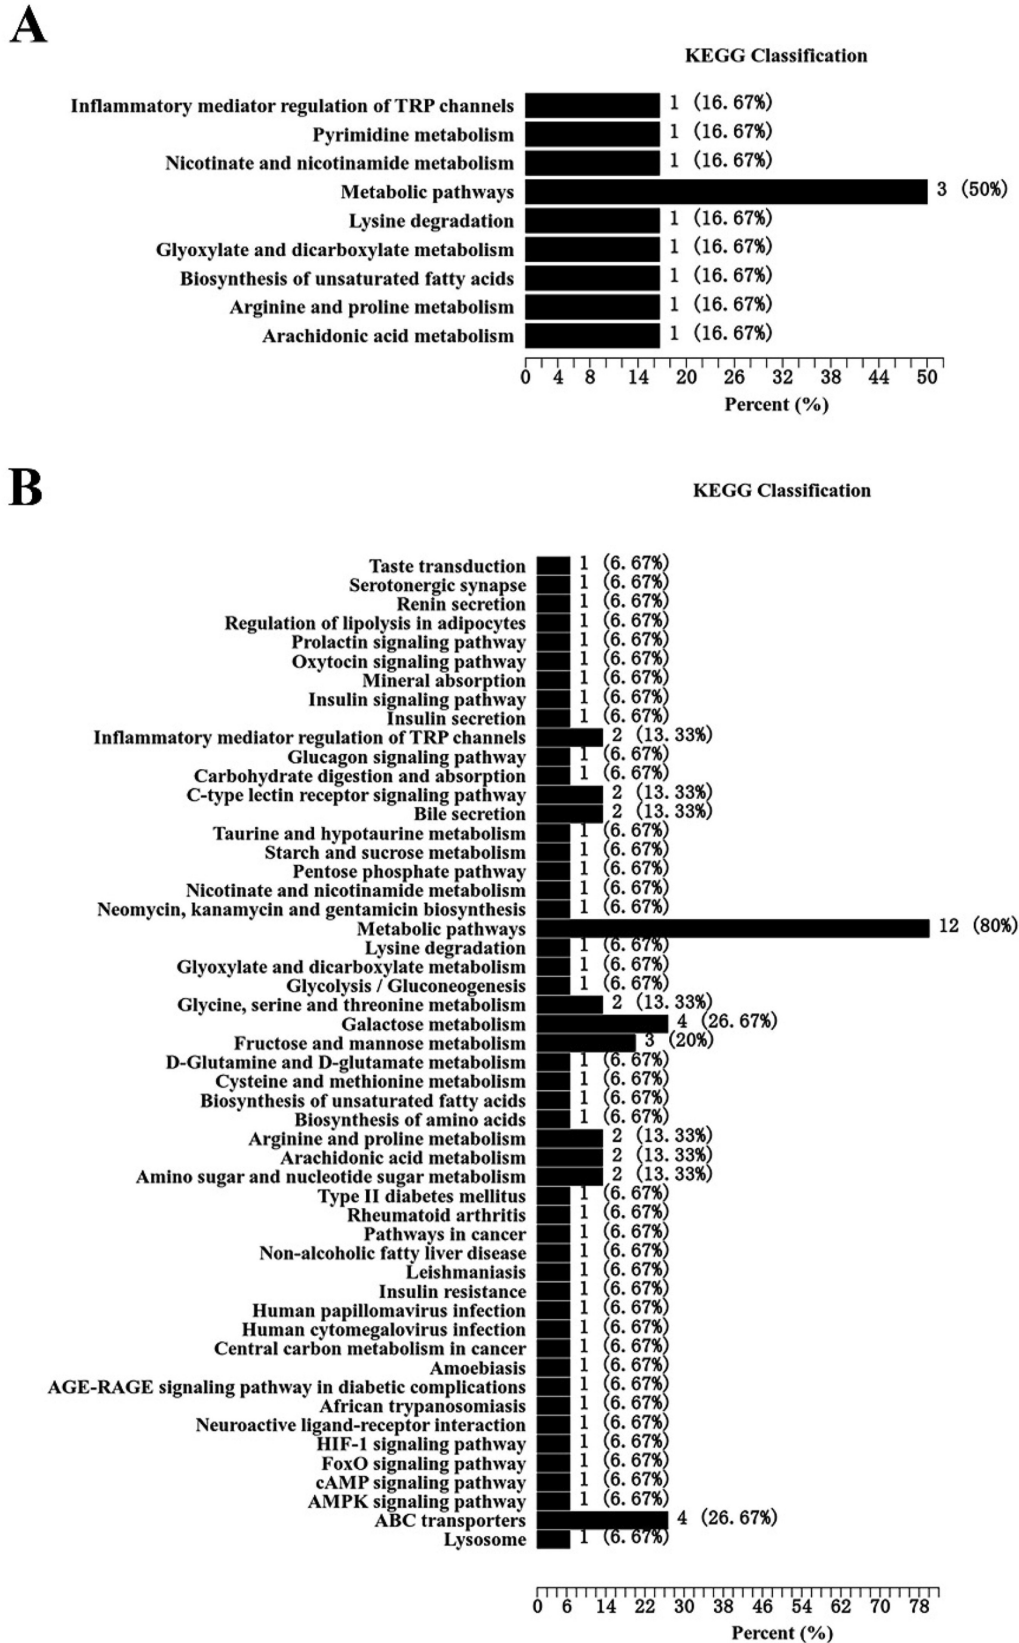 A
KEGG Classification
Inflammatory mediator regulation of TRP channels 1 (16.67%)
Pyrimidine metabolism 1 (16.67%)
Nicotinate and nicotinamide metabolism 1 (16.67%)
Metabolic pathways 3 (50%)
Lysine degradation 1 (16.67%)
Glyoxylate and dicarboxylate metabolism 1 (16.67%)
Biosynthesis of unsaturated fatty acids 1 (16.67%)
Arginine and proline metabolism 1 (16.67%)
Arachidonic acid metabolism 1 (16.67%)
0 4 8 14 20 26 32 38 44 50
Percent (%)
B
KEGG Classification
Taste transduction 1 (6.67%)
Serotonergic synapse 1 (6.67%)
Renin secretion 1 (6.67%)
Regulation of lipolysis in adipocytes 1 (6.67%)
Prolactin signaling pathway 1 (6.67%)
Oxytocin signaling pathway 1 (6.67%)
Mineral absorption 1 (6.67%)
Insulin signaling pathway 1 (6.67%)
Insulin secretion 1 (6.67%)
Inflammatory mediator regulation of TRP channels 2 (13.33%)
Glucagon signaling pathway 1 (6.67%)
Carbohydrate digestion and absorption 1 (6.67%)
C-type lectin receptor signaling pathway 2 (13.33%)
Bile secretion 2 (13.33%)
Taurine and hypotaurine metabolism 1 (6.67%)
Starch and sucrose metabolism 1 (6.67%)
Pentose phosphate pathway 1 (6.67%)
Nicotinate and nicotinamide metabolism 1 (6.67%)
Neomycin, kanamycin and gentamicin biosynthesis 1 (6.67%)
Metabolic pathways 12 (80%)
Lysine degradation 1 (6.67%)
Glyoxylate and dicarboxylate metabolism 1 (6.67%)
Glycolysis / Gluconeogenesis 1 (6.67%)
Glycine, serine and threonine metabolism 2 (13.33%)
Galactose metabolism 4 (26.67%)
Fructose and mannose metabolism 3 (20%)
D-Glutamine and D-glutamate metabolism 1 (6.67%)
Cysteine and methionine metabolism 1 (6.67%)
Biosynthesis of unsaturated fatty acids 1 (6.67%)
Biosynthesis of amino acids 1 (6.67%)
Arginine and proline metabolism 2 (13.33%)
Arachidonic acid metabolism 2 (13.33%)
Amino sugar and nucleotide sugar metabolism 2 (13.33%)
Type II diabetes mellitus 1 (6.67%)
Rheumatoid arthritis 1 (6.67%)
Pathways in cancer 1 (6.67%)
Non-alcoholic fatty liver disease 1 (6.67%)
Leishmaniasis 1 (6.67%)
Insulin resistance 1 (6.67%)
Human papillomavirus infection 1 (6.67%)
Human cytomegalovirus infection 1 (6.67%)
Central carbon metabolism in cancer 1 (6.67%)
Amoebiasis 1 (6.67%)
AGE-RAGE signaling pathway in diabetic complications 1 (6.67%)
African trypanosomiasis 1 (6.67%)
Neuroactive ligand-receptor interaction 1 (6.67%)
HIF-1 signaling pathway 1 (6.67%)
FoxO signaling pathway 1 (6.67%)
cAMP signaling pathway 1 (6.67%)
AMPK signaling pathway 1 (6.67%)
ABC transporters 4 (26.67%)
Lysosome 1 (6.67%)
0 6 14 22 30 38 46 54 62 70 78
Percent (%)